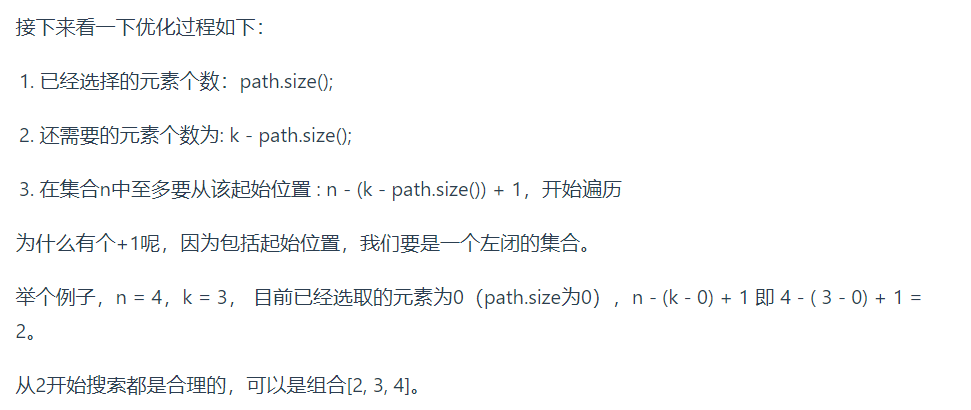 接下来看一下优化过程如下：
1. 已经选择的元素个数：path.size();
2. 还需要的元素个数为: k - path.size();
3. 在集合n中至多要从该起始位置 : n - (k - path.size()) + 1，开始遍历
为什么有个+1呢，因为包括起始位置，我们要是一个左闭的集合。
举个例子，n = 4，k = 3， 目前已经选取的元素为0（path.size为0），n - (k - 0) + 1 即 4 - ( 3 - 0) + 1 =
2。
从2开始搜索都是合理的，可以是组合[2, 3, 4]。